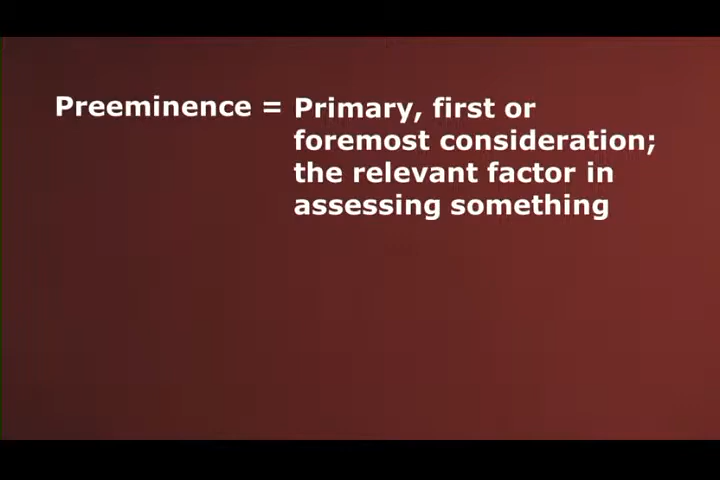 Preeminence = Primary, first or
foremost consideration;
the relevant factor in
assessing something